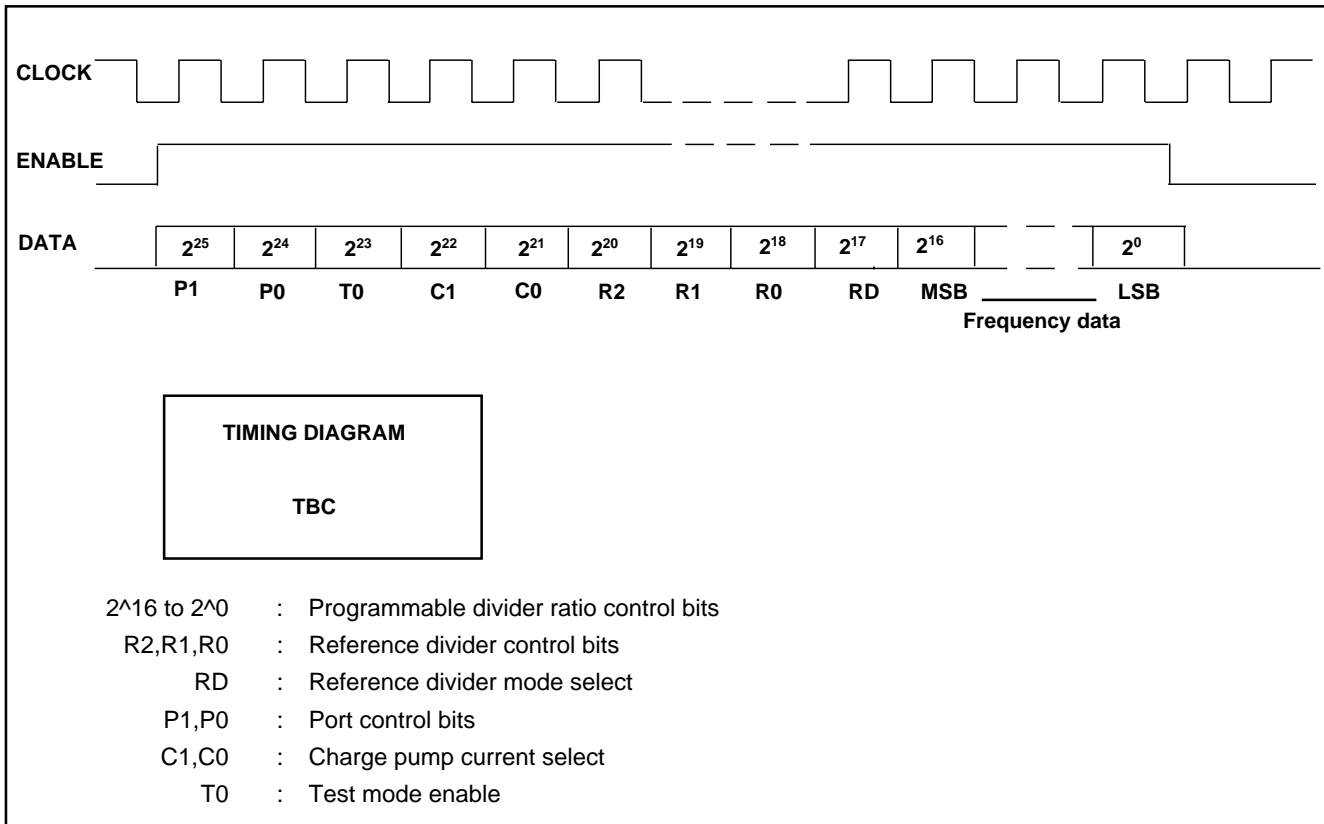 CLOCK
ENABLE
DATA 2^25 2^24 2^23 2^22 2^21 2^20 2^19 2^18 2^17 2^16 2^0
P1 P0 T0 C1 C0 R2 R1 R0 RD MSB LSB
Frequency data
TIMING DIAGRAM
TBC
2^16 to 2^0 : Programmable divider ratio control bits
R2,R1,R0 : Reference divider control bits
RD : Reference divider mode select
P1,P0 : Port control bits
C1,C0 : Charge pump current select
T0 : Test mode enable